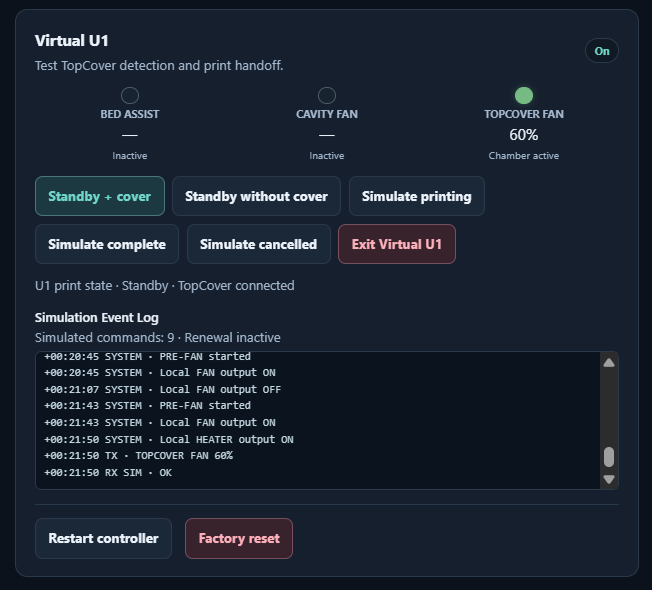 Virtual U1
On
Test TopCover detection and print handoff.
BED ASSIST CAVITY FAN TOPCOVER FAN
— — 60%
Inactive Inactive Chamber active
Standby + cover Standby without cover Simulate printing
Simulate complete Simulate cancelled Exit Virtual U1
U1 print state · Standby · TopCover connected
Simulation Event Log
Simulated commands: 9 · Renewal inactive
+00:20:45 SYSTEM · PRE-FAN started
+00:20:45 SYSTEM · Local FAN output ON
+00:21:07 SYSTEM · Local FAN output OFF
+00:21:43 SYSTEM · PRE-FAN started
+00:21:43 SYSTEM · Local FAN output ON
+00:21:50 SYSTEM · Local HEATER output ON
+00:21:50 TX · TOPCOVER FAN 60%
+00:21:50 RX SIM · OK
Restart controller Factory reset